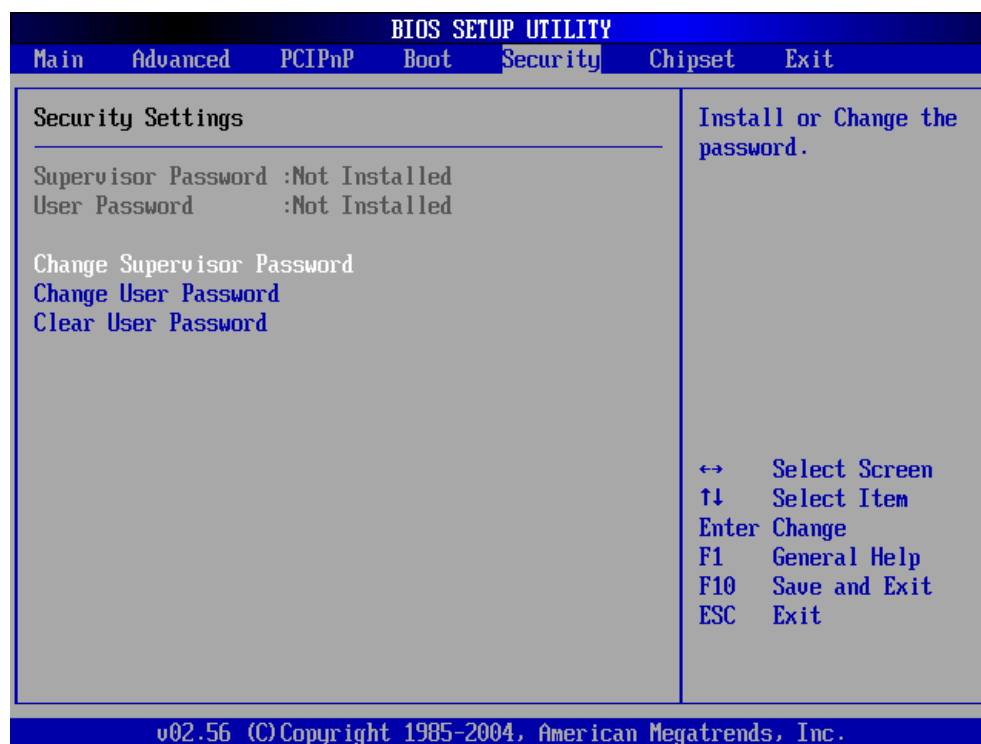 BIOS SETUP UTILITY
Main Advanced PCIPnP Boot Security Chipset Exit
Security Settings
Supervisor Password :Not Installed
User Password :Not Installed
Change Supervisor Password
Change User Password
Clear User Password
Install or Change the
password.
↔ Select Screen
↑↓ Select Item
Enter Change
F1 General Help
F10 Save and Exit
ESC Exit
v02.56 (C)Copyright 1985-2004, American Megatrends, Inc.